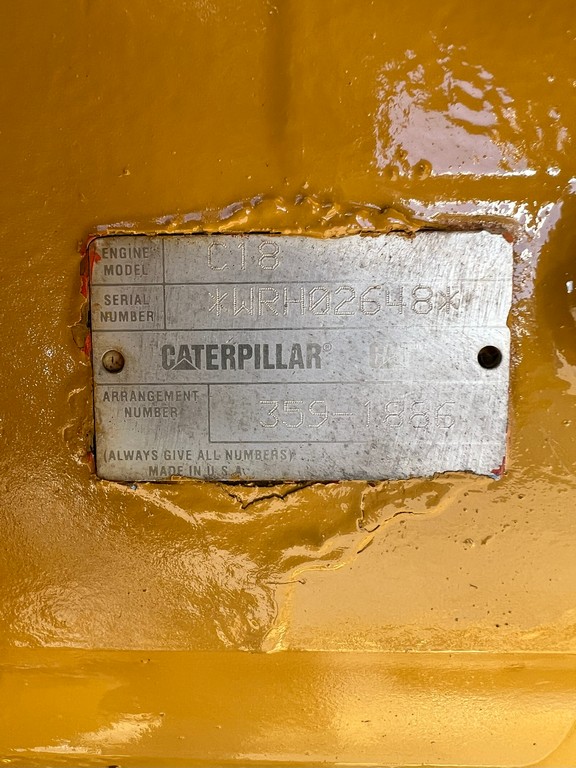 ENGINE MODEL C18
SERIAL NUMBER *WRH02648*
CATERPILLAR® CAT
ARRANGEMENT NUMBER 359-1886
(ALWAYS GIVE ALL NUMBERS)
MADE IN U.S.A.